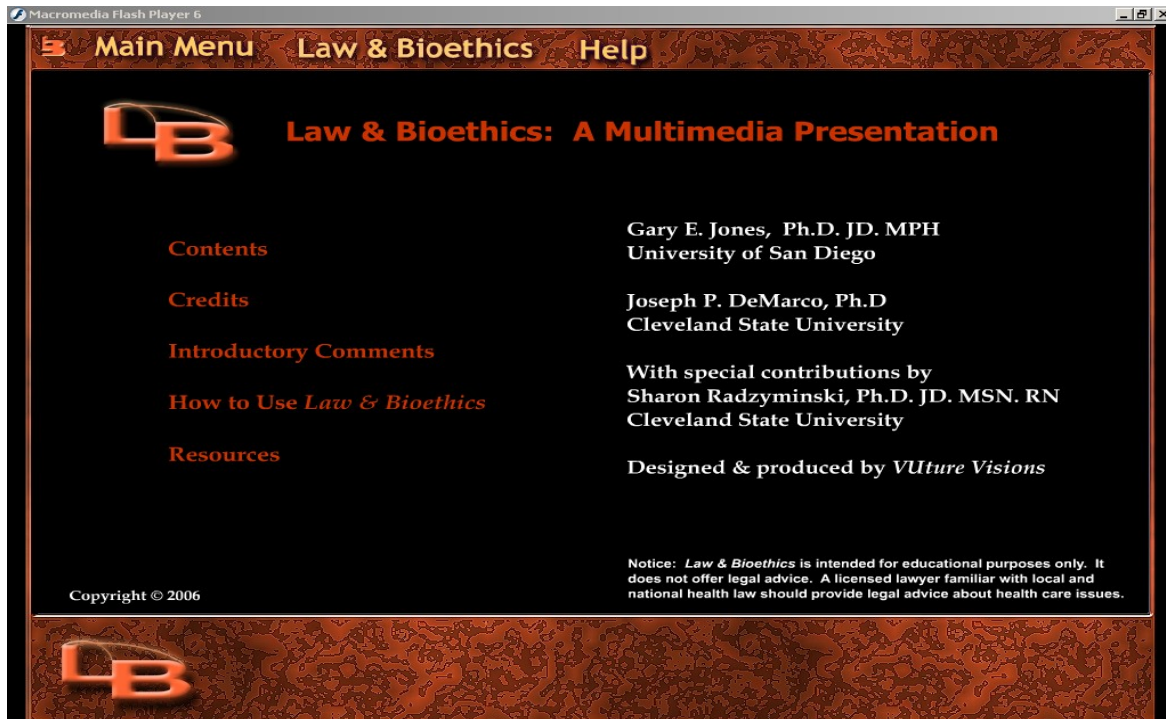 Macromedia Flash Player 6
Main Menu Law & Bioethics Help
LB
Law & Bioethics: A Multimedia Presentation
Contents
Credits
Introductory Comments
How to Use Law & Bioethics
Resources
Gary E. Jones, Ph.D. JD. MPH
University of San Diego
Joseph P. DeMarco, Ph.D
Cleveland State University
With special contributions by
Sharon Radzyminski, Ph.D. JD. MSN. RN
Cleveland State University
Designed & produced by VUture Visions
Notice: Law & Bioethics is intended for educational purposes only. It
does not offer legal advice. A licensed lawyer familiar with local and
national health law should provide legal advice about health care issues.
Copyright © 2006
LB